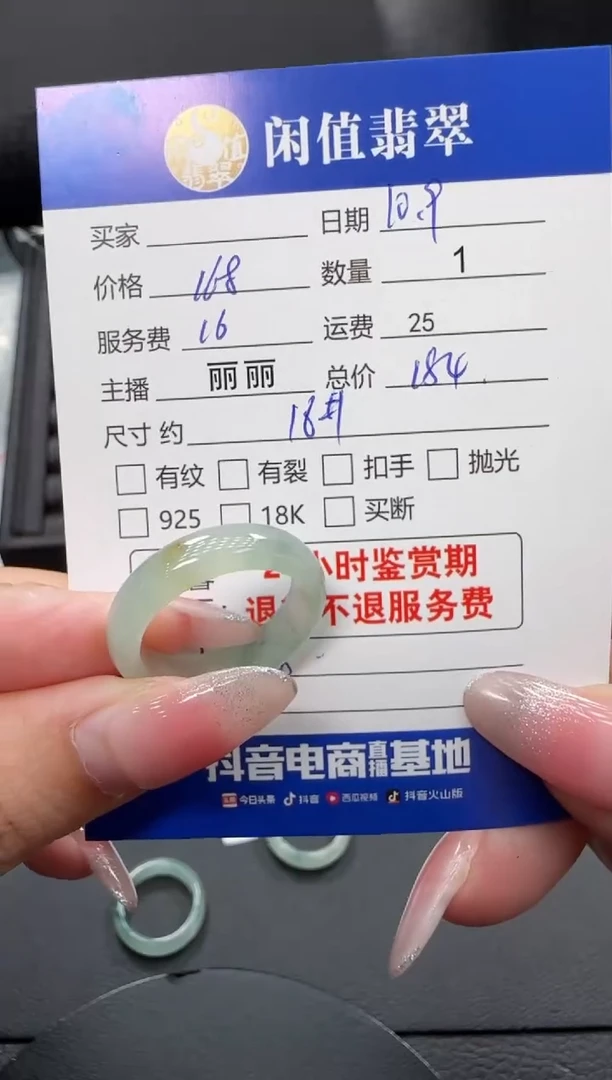 闲值翡翠
买家 日期 10.9
价格 168 数量 1
服务费 16 运费 25
主播 丽丽 总价 184
尺寸 约 18#
有纹 有裂 扣手 抛光
925 18K 买断
小时鉴赏期
退 不退服务费
抖音电商直播基地
今日头条 抖音 西瓜视频 抖音火山版